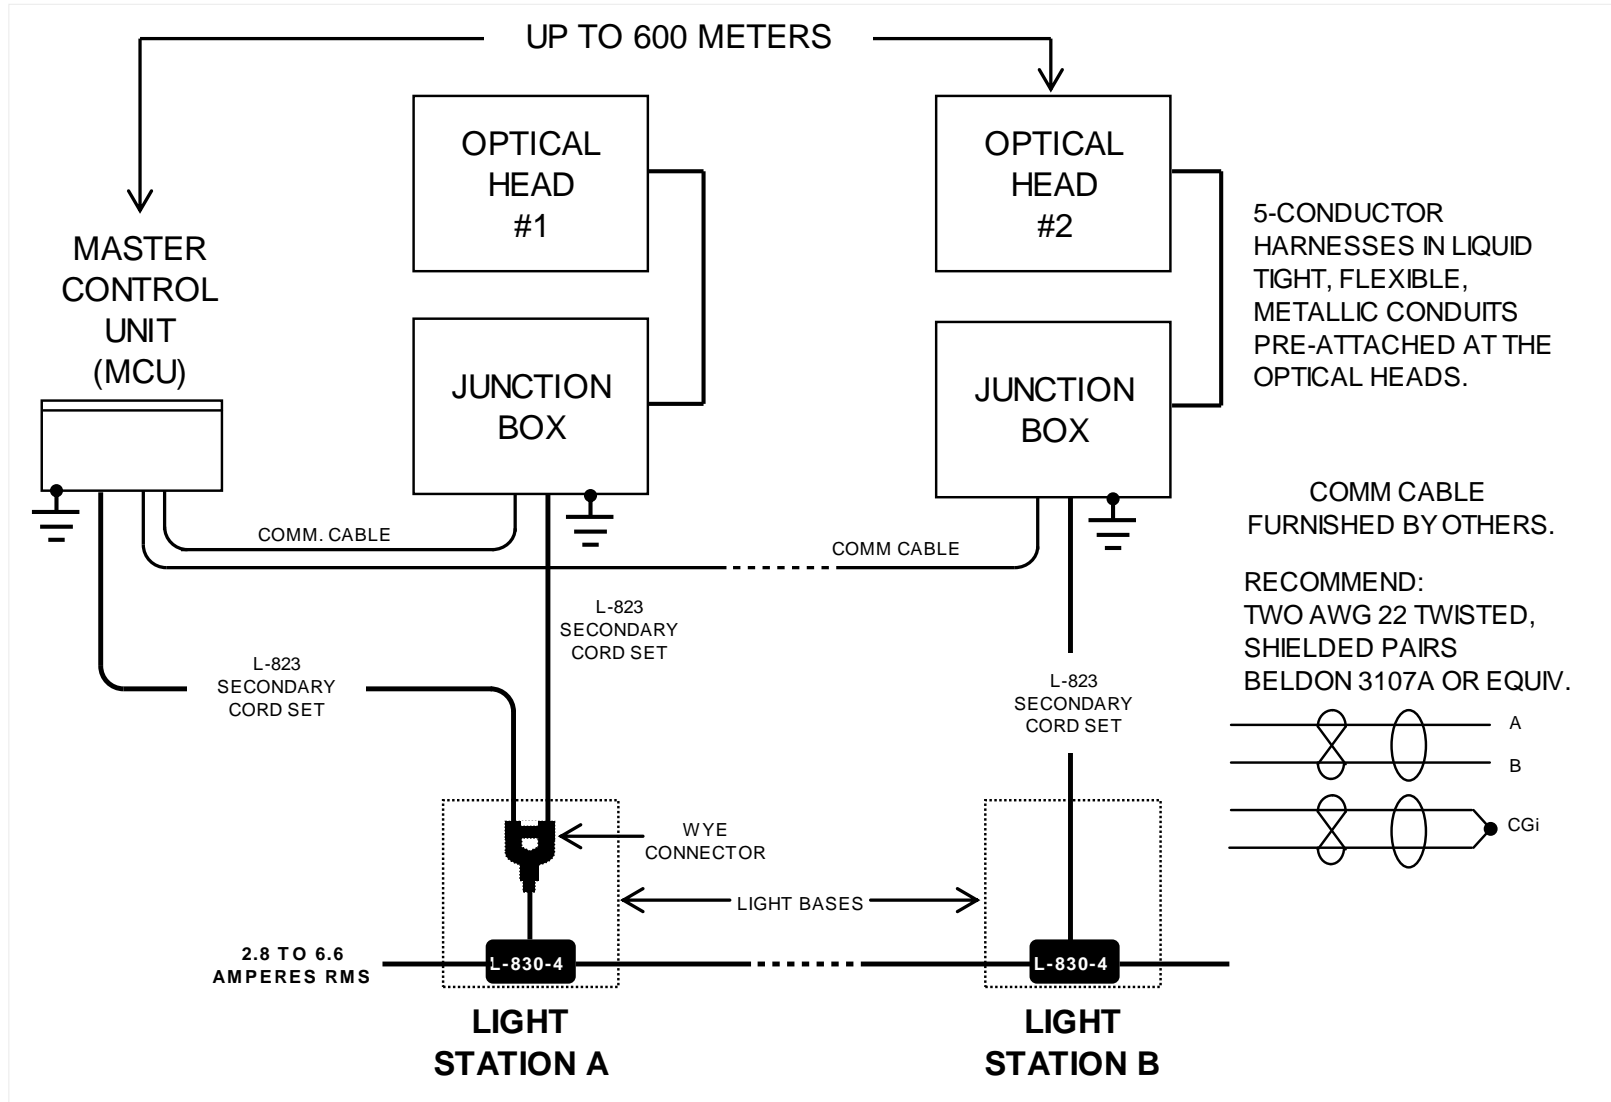 UP TO 600 METERS
OPTICAL
HEAD
#1
OPTICAL
HEAD
#2
MASTER
CONTROL
UNIT
(MCU)
5-CONDUCTOR
HARNESSES IN LIQUID
TIGHT, FLEXIBLE,
METALLIC CONDUITS
PRE-ATTACHED AT THE
OPTICAL HEADS.
JUNCTION
BOX
JUNCTION
BOX
COMM. CABLE
COMM CABLE
COMM CABLE
FURNISHED BY OTHERS.
RECOMMEND:
TWO AWG 22 TWISTED,
SHIELDED PAIRS
BELDON 3107A OR EQUIV.
L-823
SECONDARY
CORD SET
L-823
SECONDARY
CORD SET
L-823
SECONDARY
CORD SET
A
B
CGi
WYE
CONNECTOR
LIGHT BASES
2.8 TO 6.6
AMPERES RMS
L-830-4
L-830-4
LIGHT
STATION A
LIGHT
STATION B